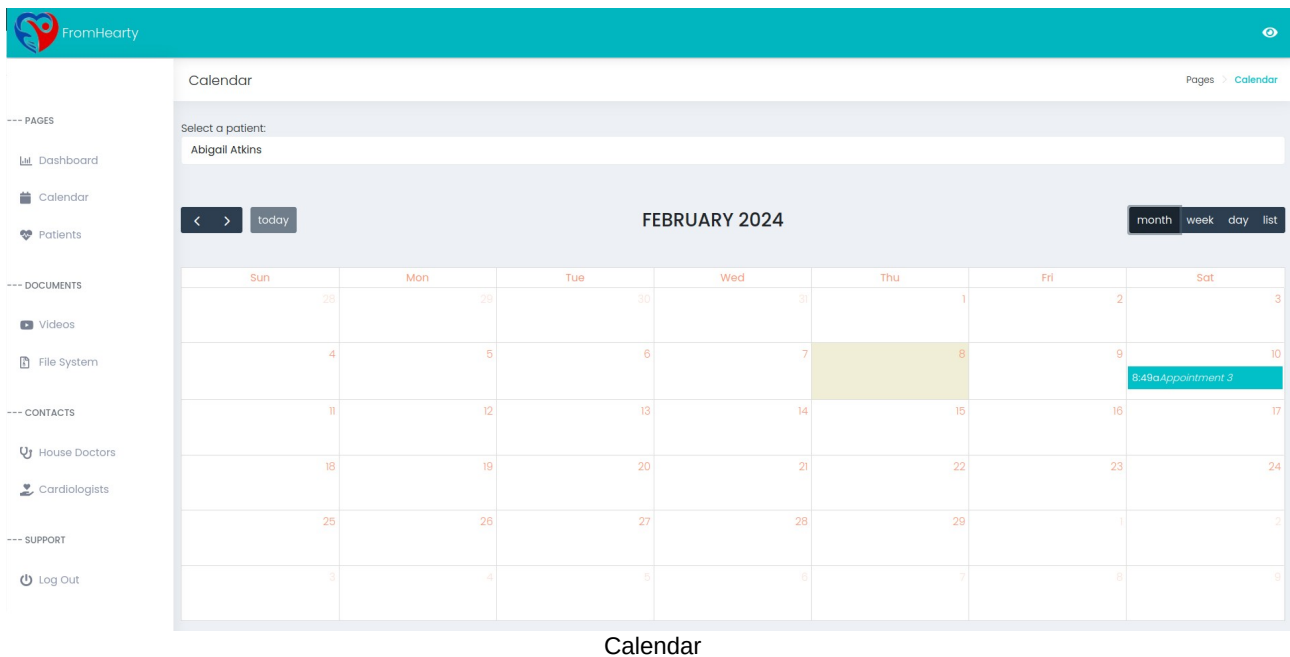 FromHearty
Calendar
Pages > Calendar
--- PAGES
Dashboard
Calendar
Patients
--- DOCUMENTS
Videos
File System
--- CONTACTS
House Doctors
Cardiologists
--- SUPPORT
Log Out
Select a patient:
Abigail Atkins
< > today
FEBRUARY 2024
month week day list
Sun Mon Tue Wed Thu Fri Sat
28 29 30 31 1 2 3
4 5 6 7 8 9 10
8:49a Appointment 3
11 12 13 14 15 16 17
18 19 20 21 22 23 24
25 26 27 28 29 1 2
3 4 5 6 7 8 9
Calendar